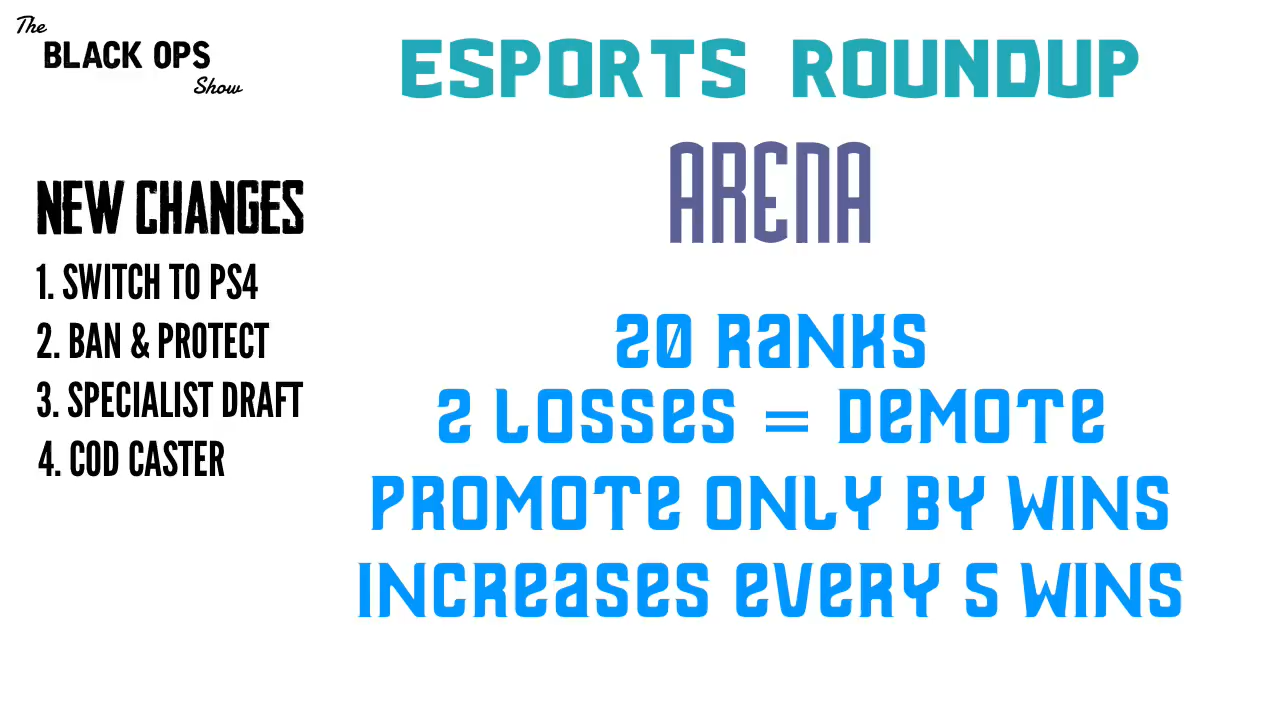 The
BLACK OPS
Show
ESPORTS ROUNDUP
ARENA
NEW CHANGES
1. SWITCH TO PS4
2. BAN & PROTECT
3. SPECIALIST DRAFT
4. COD CASTER
20 RANKS
2 LOSSES = DEMOTE
PROMOTE ONLY BY WINS
INCREASES EVERY 5 WINS